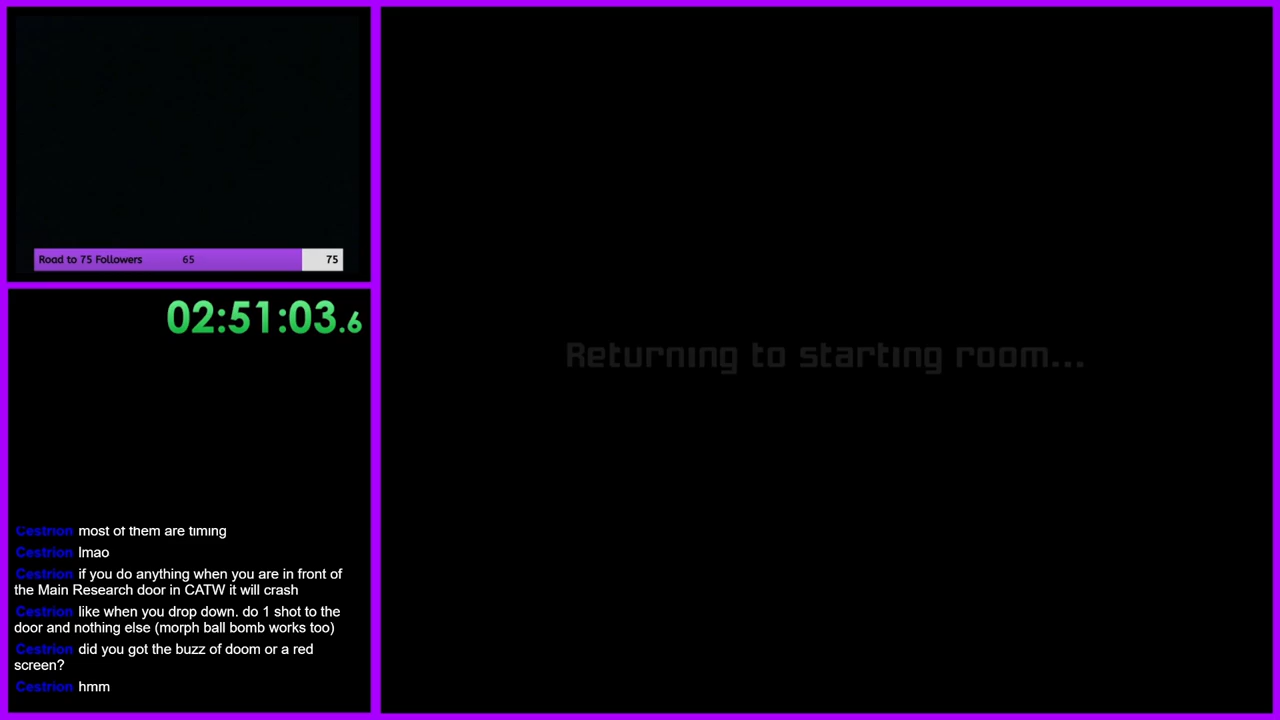 Road to 75 Followers 65 75
02:51:03.6
Returning to starting room...
Cestrion most of them are timing
Cestrion lmao
Cestrion if you do anything when you are in front of
the Main Research door in CATW it will crash
Cestrion like when you drop down. do 1 shot to the
door and nothing else (morph ball bomb works too)
Cestrion did you got the buzz of doom or a red
screen?
Cestrion hmm